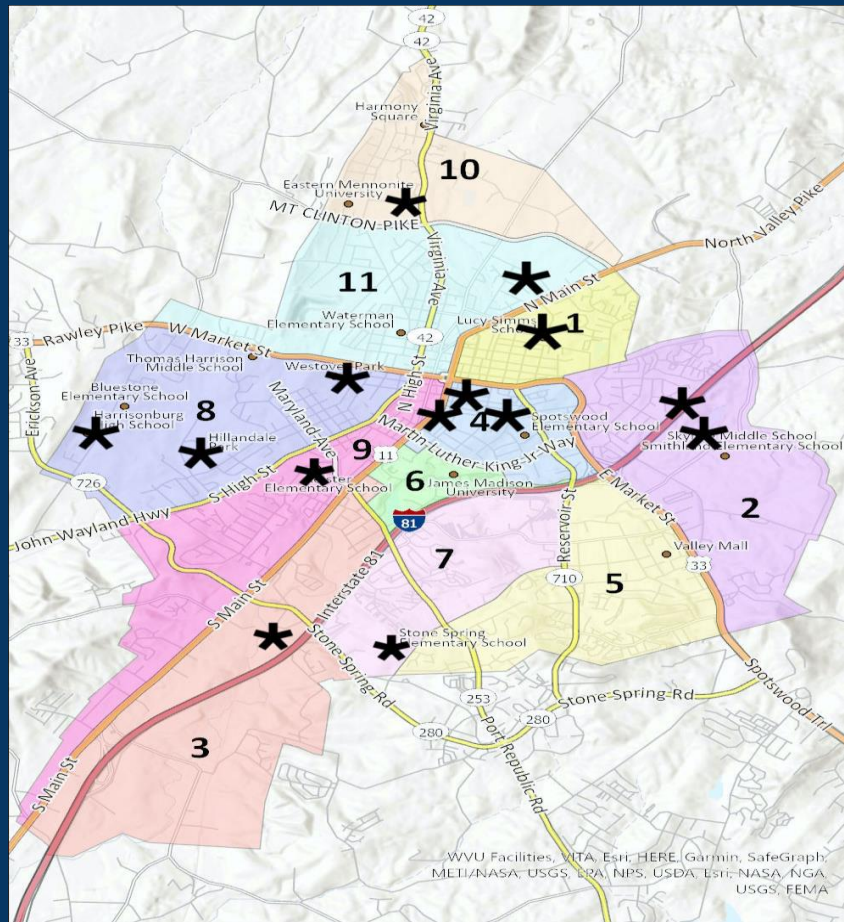 42
42
Virginia Ave
Harmony
Square
10
Eastern Mennonite
University
MT CLINTON PIKE
North Valley Pike
Virginia Ave
11
N Main St
Waterman
Elementary School
Lucy Simms
1
42
33
Rawley Pike
W Market St
Thomas Harrison
Middle School
Westover Park
N High St
Erickson Ave
Bluestone
Elementary School
8
Harrisonburg
High School
Maryland Ave
4
Spotswood
Elementary School
Hillandale
Park
Martin Luther King Jr Way
9
11
Middle School
Elementary School
S High St
Elementary School
6
James Madison
University
E Market St
726
2
81
Reservoir St
John Wayland Hwy
7
Valley Mall
Interstate 81
33
710
5
S Main St
Stone Spring
Elementary School
Stone Spring Rd
Spotswood Trl
253
Stone Spring Rd
3
280
280
Port Republic Rd
S Main St
WVU Facilities, VITA, Esri, HERE, Garmin, SafeGraph,
METI/NASA, USGS, EPA, NPS, USDA, Esri, NASA, NGA,
USGS, FEMA